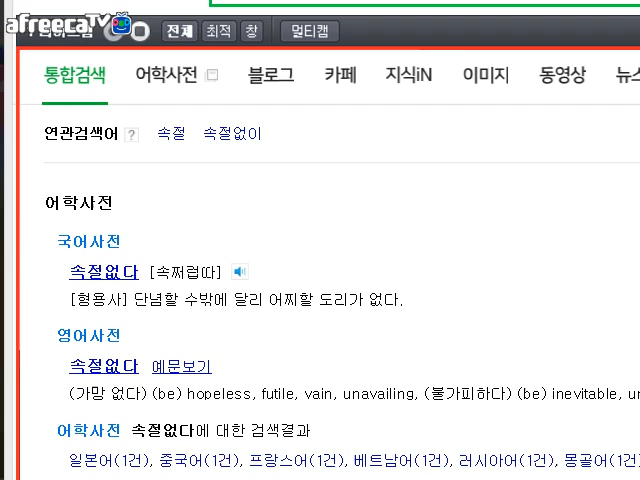 afreecaTV
전체 최적 창 멀티캠
통합검색 어학사전 블로그 카페 지식iN 이미지 동영상 뉴스
연관검색어 ? 속절 속절없이
어학사전
국어사전
속절없다 [속쩌럽따]
[형용사] 단념할 수밖에 달리 어찌할 도리가 없다.
영어사전
속절없다 예문보기
(가망 없다) (be) hopeless, futile, vain, unavailing, (불가피하다) (be) inevitable,
어학사전 속절없다에 대한 검색결과
일본어(1건), 중국어(1건), 프랑스어(1건), 베트남어(1건), 러시아어(1건), 몽골어(1건)